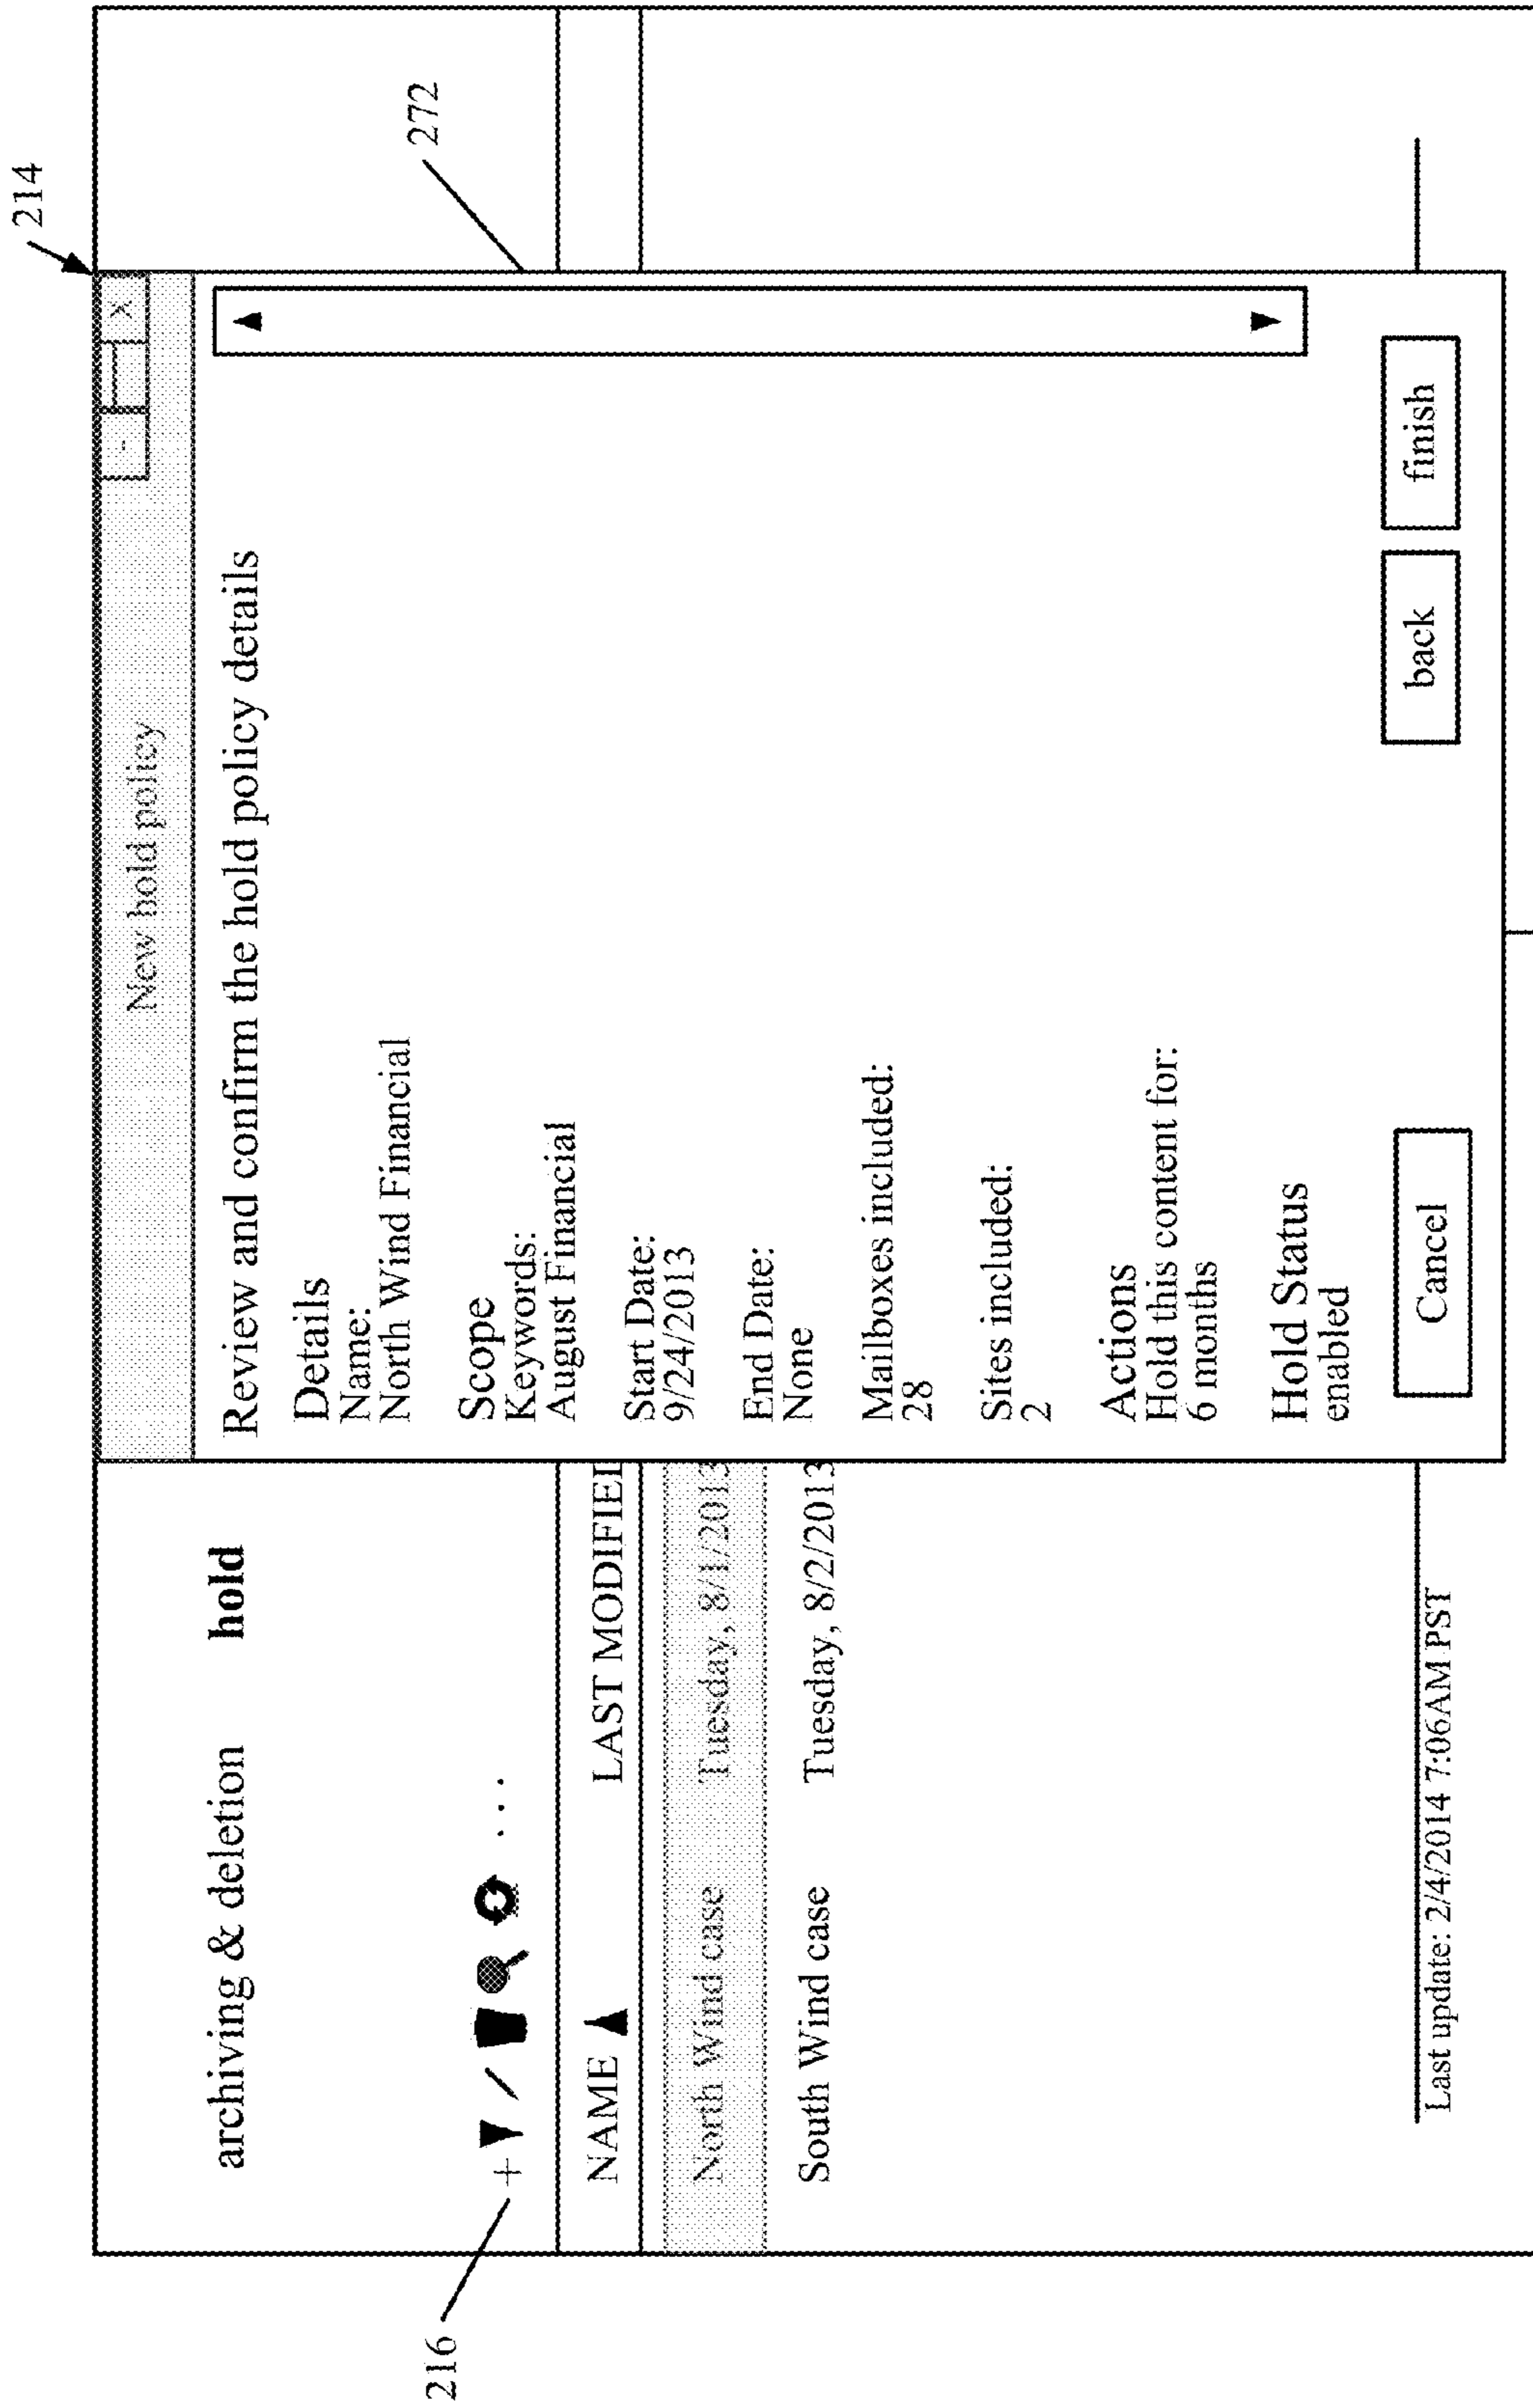 214
New hold policy
- x
archiving & deletion hold
Review and confirm the hold policy details
272
Details
Name:
North Wind Financial
216
+ ...
Scope
Keywords:
August Financial
NAME LAST MODIFIED
Start Date:
9/24/2013
North Wind case Tuesday, 8/1/2013
End Date:
None
South Wind case Tuesday, 8/2/2013
Mailboxes included:
28
Sites included:
2
Actions
Hold this content for:
6 months
Hold Status
enabled
Cancel back finish
Last update: 2/4/2014 7:06AM PST